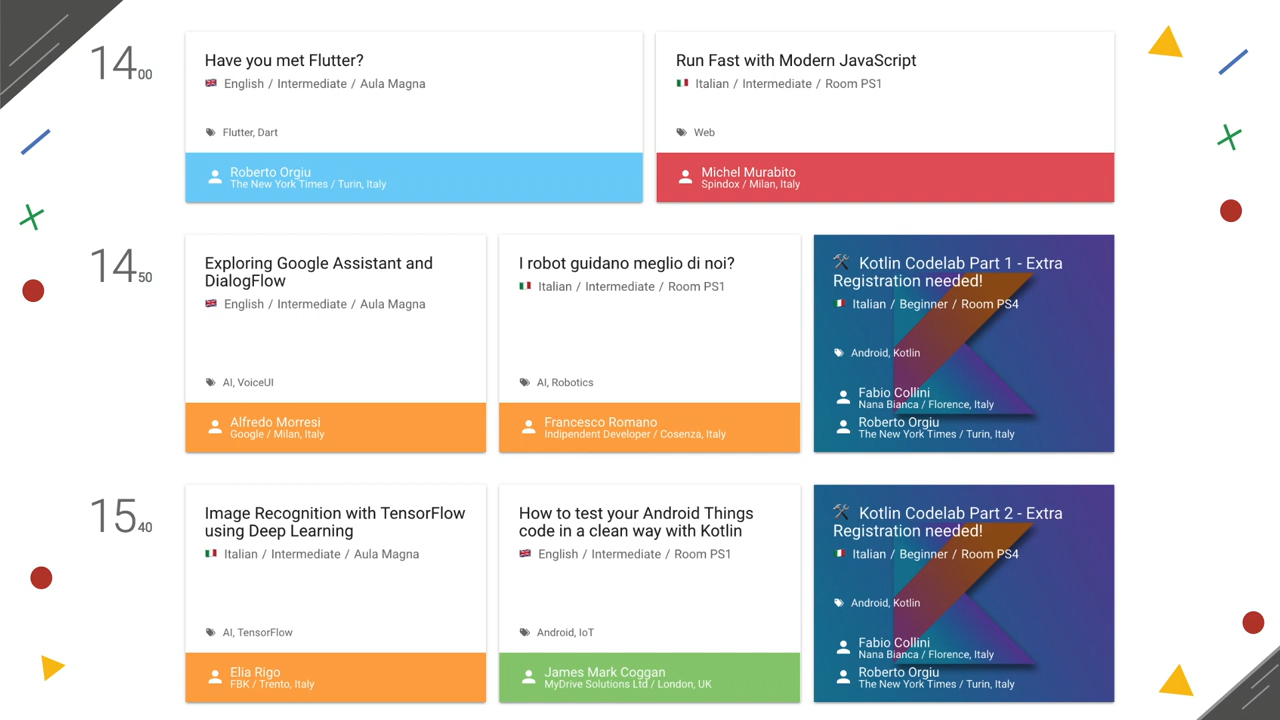 14 00
Have you met Flutter?
English / Intermediate / Aula Magna
Flutter, Dart
Roberto Orgiu
The New York Times / Turin, Italy
Run Fast with Modern JavaScript
Italian / Intermediate / Room PS1
Web
Michel Murabito
Spindox / Milan, Italy
14 50
Exploring Google Assistant and
DialogFlow
English / Intermediate / Aula Magna
AI, VoiceUI
Alfredo Morresi
Google / Milan, Italy
I robot guidano meglio di noi?
Italian / Intermediate / Room PS1
AI, Robotics
Francesco Romano
Indipendent Developer / Cosenza, Italy
Kotlin Codelab Part 1 - Extra
Registration needed!
Italian / Beginner / Room PS4
Android, Kotlin
Fabio Collini
Nana Bianca / Florence, Italy
Roberto Orgiu
The New York Times / Turin, Italy
15 40
Image Recognition with TensorFlow
using Deep Learning
Italian / Intermediate / Aula Magna
AI, TensorFlow
Elia Rigo
FBK / Trento, Italy
How to test your Android Things
code in a clean way with Kotlin
English / Intermediate / Room PS1
Android, IoT
James Mark Coggan
MyDrive Solutions Ltd / London, UK
Kotlin Codelab Part 2 - Extra
Registration needed!
Italian / Beginner / Room PS4
Android, Kotlin
Fabio Collini
Nana Bianca / Florence, Italy
Roberto Orgiu
The New York Times / Turin, Italy